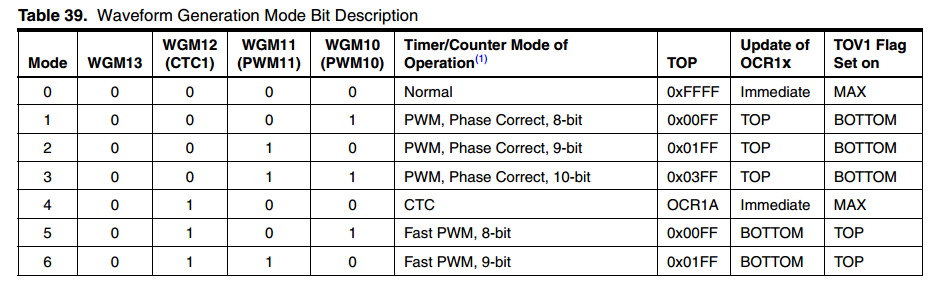 Table 39. Waveform Generation Mode Bit Description
Mode WGM13 WGM12 (CTC1) WGM11 (PWM11) WGM10 (PWM10) Timer/Counter Mode of Operation(1) TOP Update of OCR1x TOV1 Flag Set on
0 0 0 0 0 Normal 0xFFFF Immediate MAX
1 0 0 0 1 PWM, Phase Correct, 8-bit 0x00FF TOP BOTTOM
2 0 0 1 0 PWM, Phase Correct, 9-bit 0x01FF TOP BOTTOM
3 0 0 1 1 PWM, Phase Correct, 10-bit 0x03FF TOP BOTTOM
4 0 1 0 0 CTC OCR1A Immediate MAX
5 0 1 0 1 Fast PWM, 8-bit 0x00FF BOTTOM TOP
6 0 1 1 0 Fast PWM, 9-bit 0x01FF BOTTOM TOP